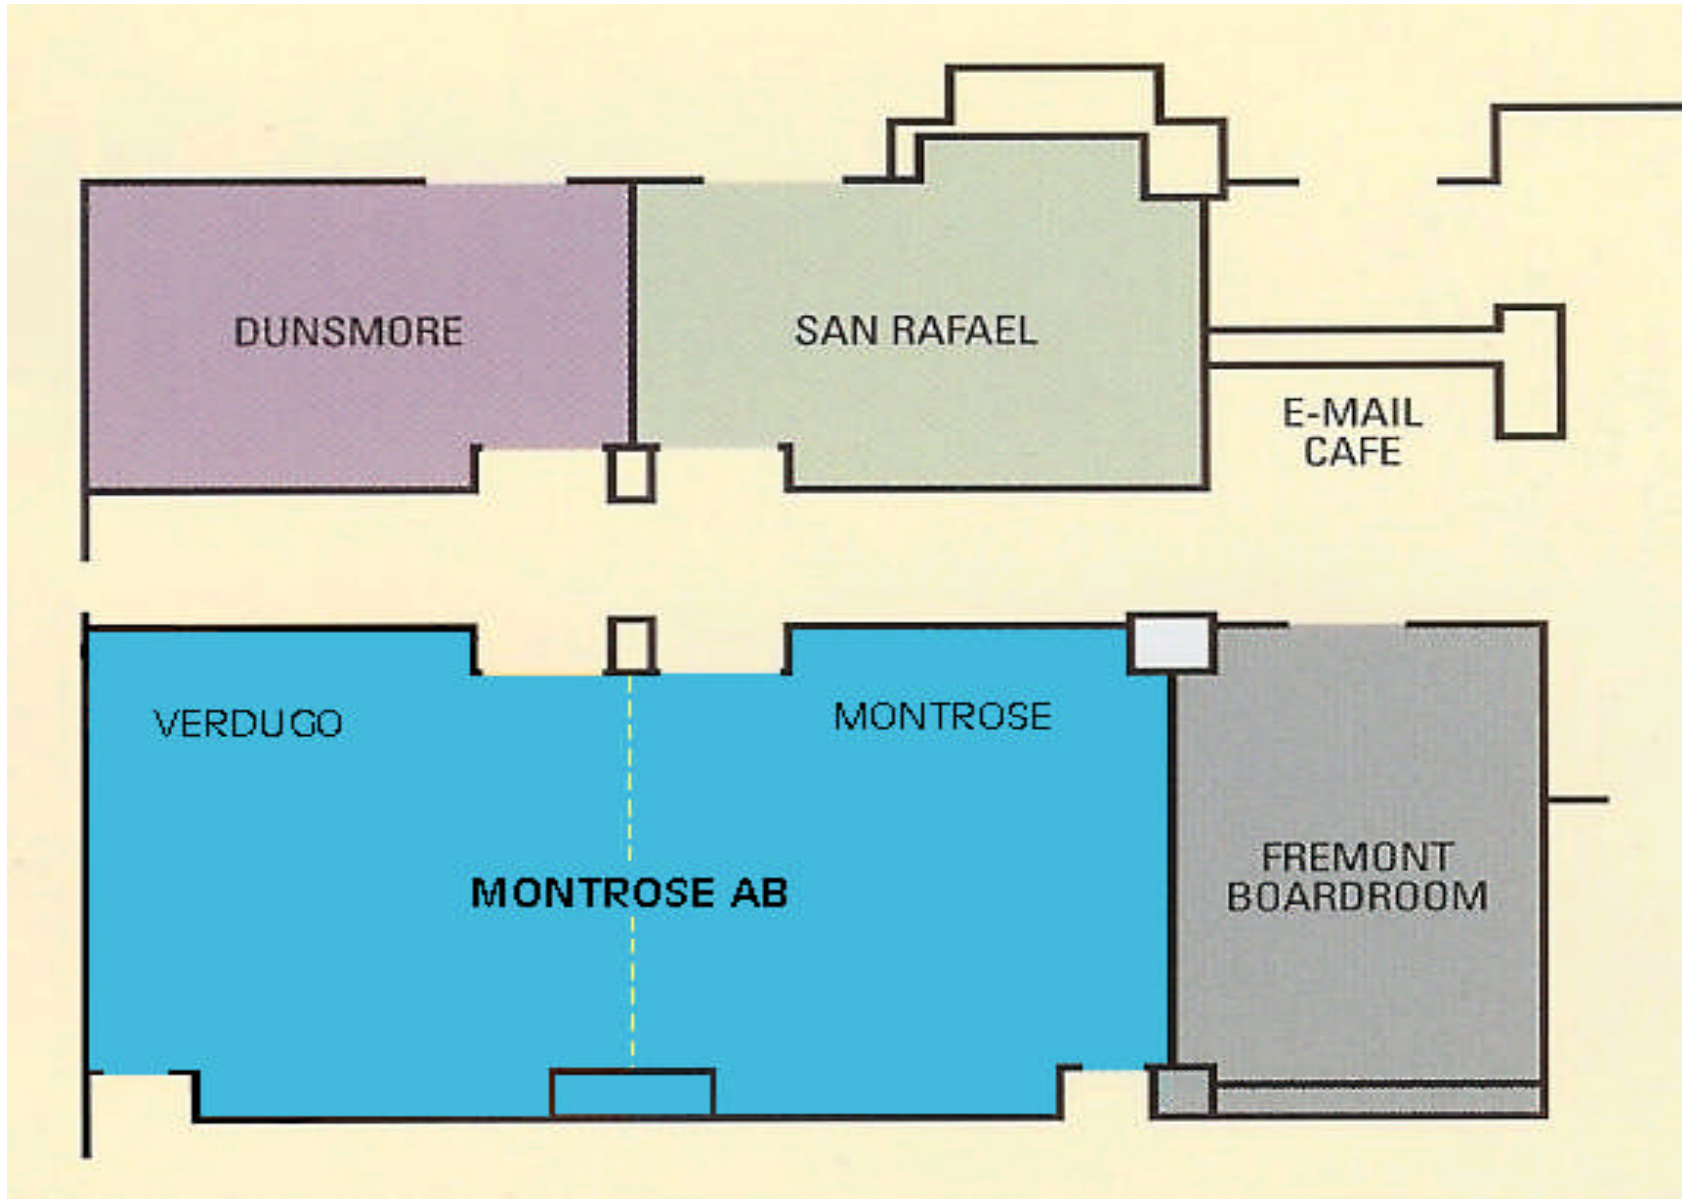 DUNSMORE
SAN RAFAEL
E-MAIL
CAFE
VERDUGO
MONTROSE
MONTROSE AB
FREMONT
BOARDROOM